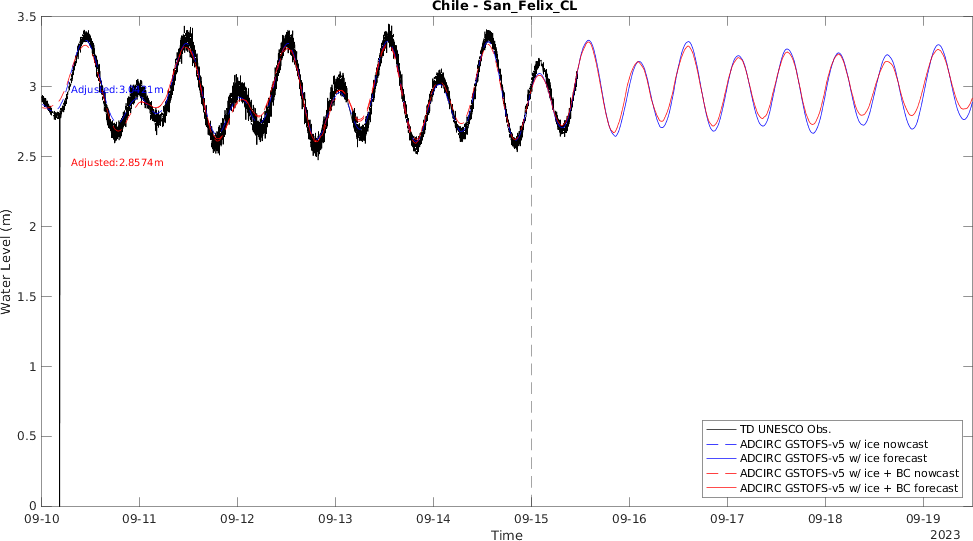 Chile - San_Felix_CL
Water Level (m)
3.5
3
2.5
2
1.5
1
0.5
0
Adjusted:2.8574m
TD UNESCO Obs.
ADCIRC GSTOFS-v5 w/ ice nowcast
ADCIRC GSTOFS-v5 w/ ice forecast
ADCIRC GSTOFS-v5 w/ ice + BC nowcast
ADCIRC GSTOFS-v5 w/ ice + BC forecast
09-10 09-11 09-12 09-13 09-14 09-15 09-16 09-17 09-18 09-19
Time
2023